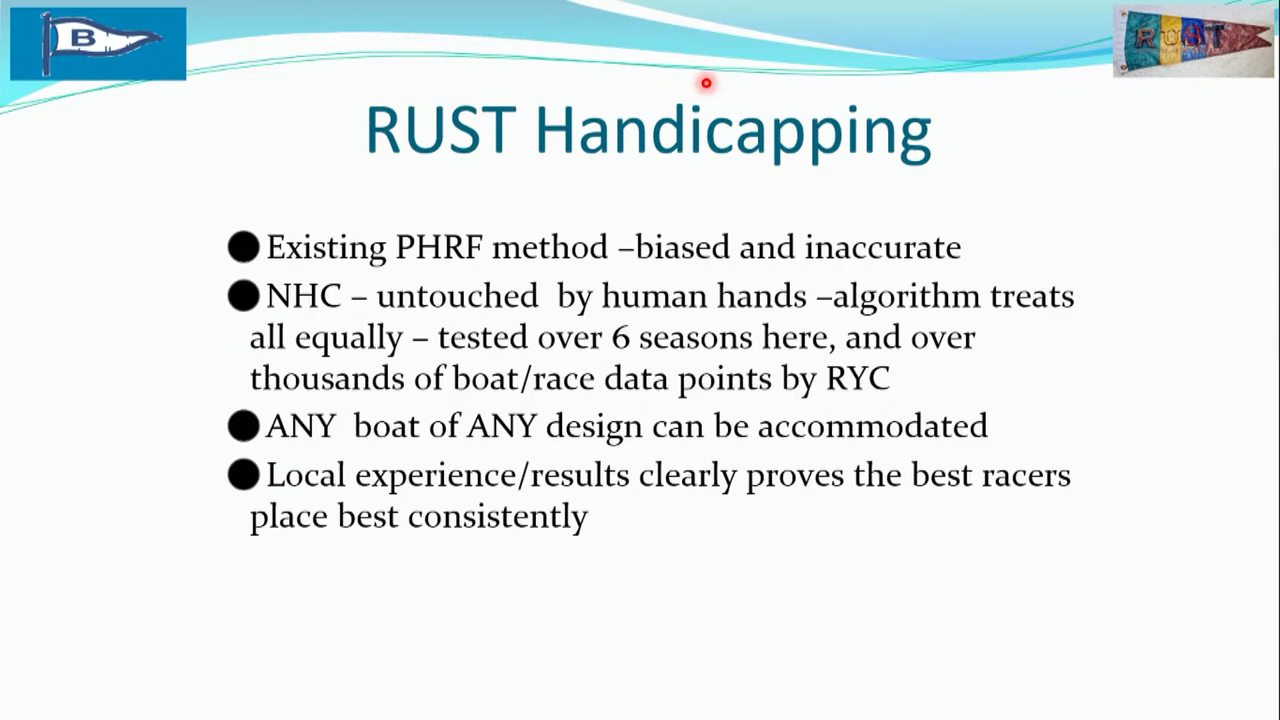 B
RUST
RUST Handicapping
Existing PHRF method –biased and inaccurate
NHC – untouched by human hands –algorithm treats
all equally – tested over 6 seasons here, and over
thousands of boat/race data points by RYC
ANY boat of ANY design can be accommodated
Local experience/results clearly proves the best racers
place best consistently